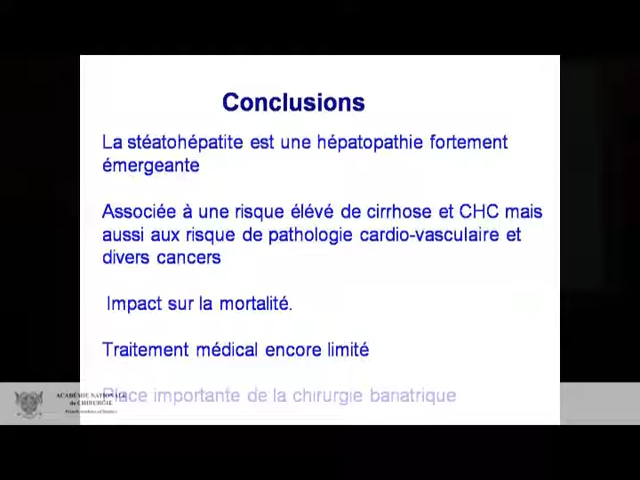 Conclusions
La stéatohépatite est une hépatopathie fortement
émergeante
Associée à une risque élévé de cirrhose et CHC mais
aussi aux risque de pathologie cardio-vasculaire et
divers cancers
Impact sur la mortalité.
Traitement médical encore limité
Place importante de la chirurgie bariatrique
ACADÉMIE NATIONALE
de CHIRURGIE